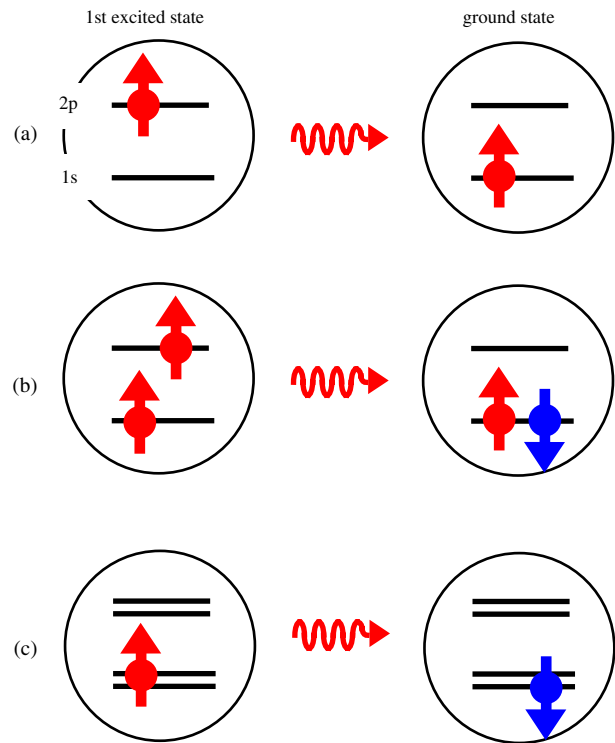 1st excited state
ground state
2p
(a)
1s
(b)
(c)